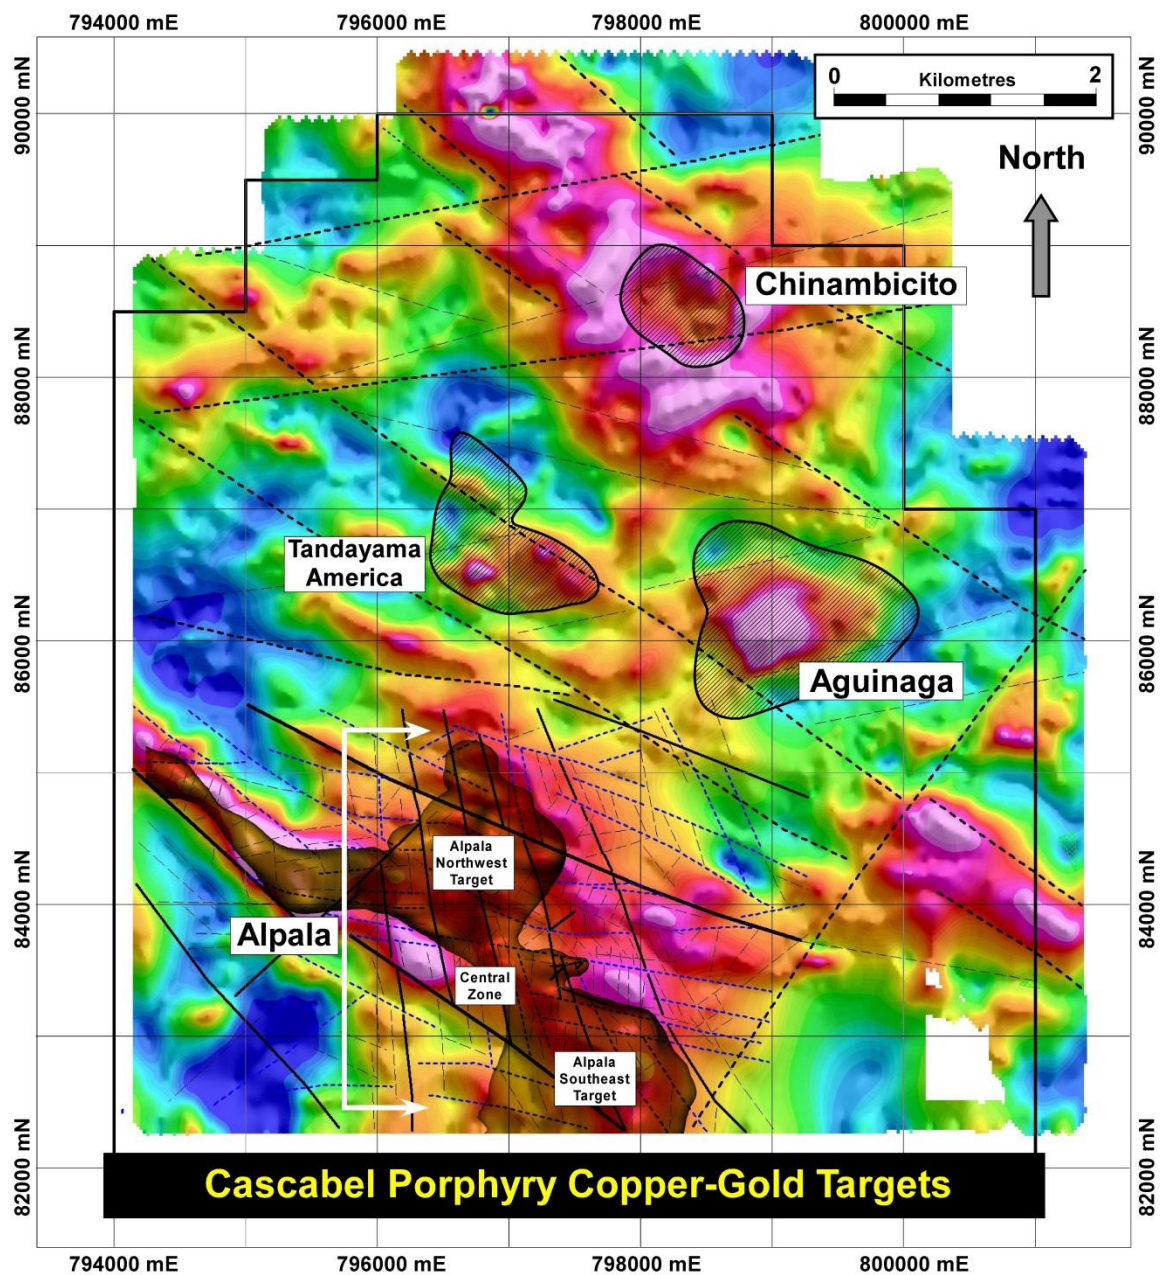 794000 mE
796000 mE
798000 mE
800000 mE
0
Kilometres
2
90000 mN
90000 mN
North
Chinambicito
88000 mN
88000 mN
Tandayama
America
86000 mN
86000 mN
Aguinaga
Alpala
Northwest
Target
84000 mN
84000 mN
Alpala
Central
Zone
Alpala
Southeast
Target
82000 mN
82000 mN
Cascabel Porphyry Copper-Gold Targets
794000 mE
796000 mE
798000 mE
800000 mE